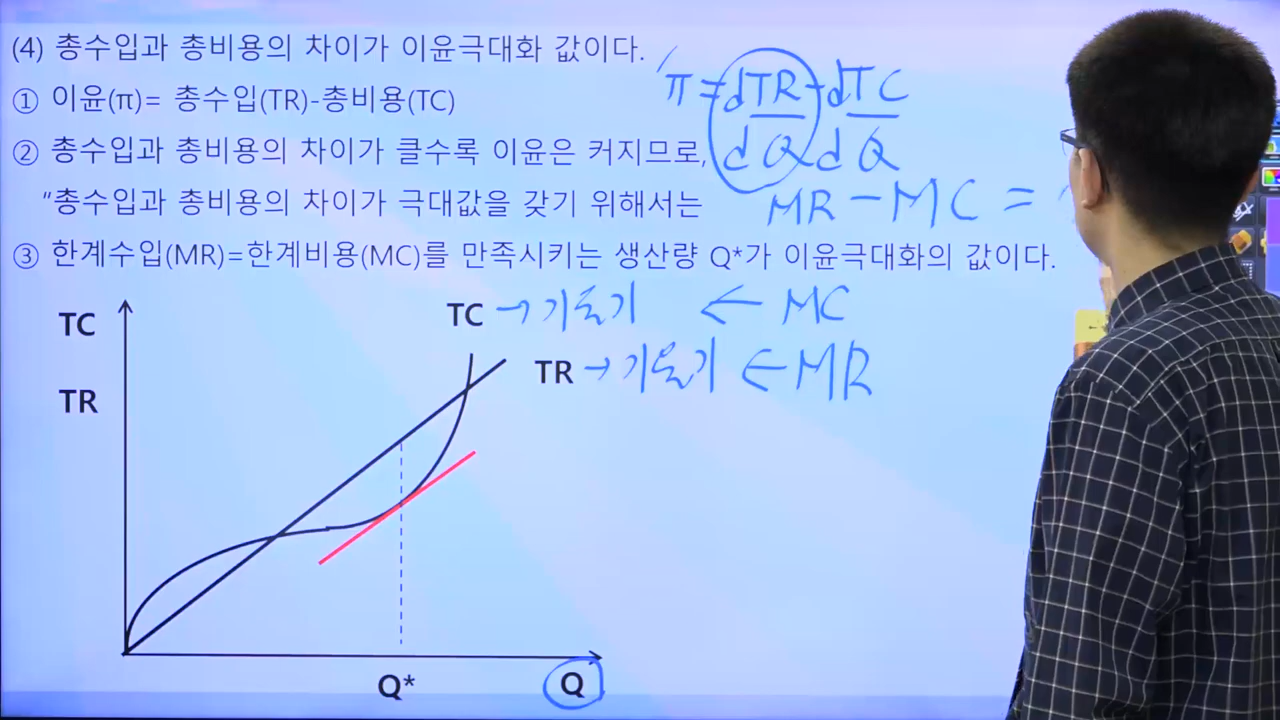 (4) 총수입과 총비용의 차이가 이윤극대화 값이다.
① 이윤(π)= 총수입(TR)-총비용(TC)
π = dTR/dQ - dTC/dQ
② 총수입과 총비용의 차이가 클수록 이윤은 커지므로,
"총수입과 총비용의 차이가 극대값을 갖기 위해서는
MR - MC =
③ 한계수입(MR)=한계비용(MC)를 만족시키는 생산량 Q*가 이윤극대화의 값이다.
TC
TR
TC → 기울기 ← MC
TR → 기울기 ← MR
Q*
Q